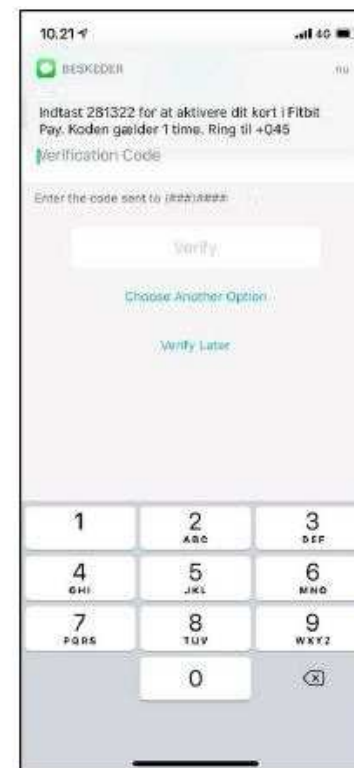 10.21
4G
BESKEDER
nu
Indtast 281322 for at aktivere dit kort i Fitbit
Pay. Koden gælder 1 time. Ring til +045
Verification Code
Enter the code sent to (###)####
Verify
Choose Another Option
Verify Later
1
2
ABC
3
DEF
4
GHI
5
JKL
6
MNO
7
PQRS
8
TUV
9
WXYZ
0